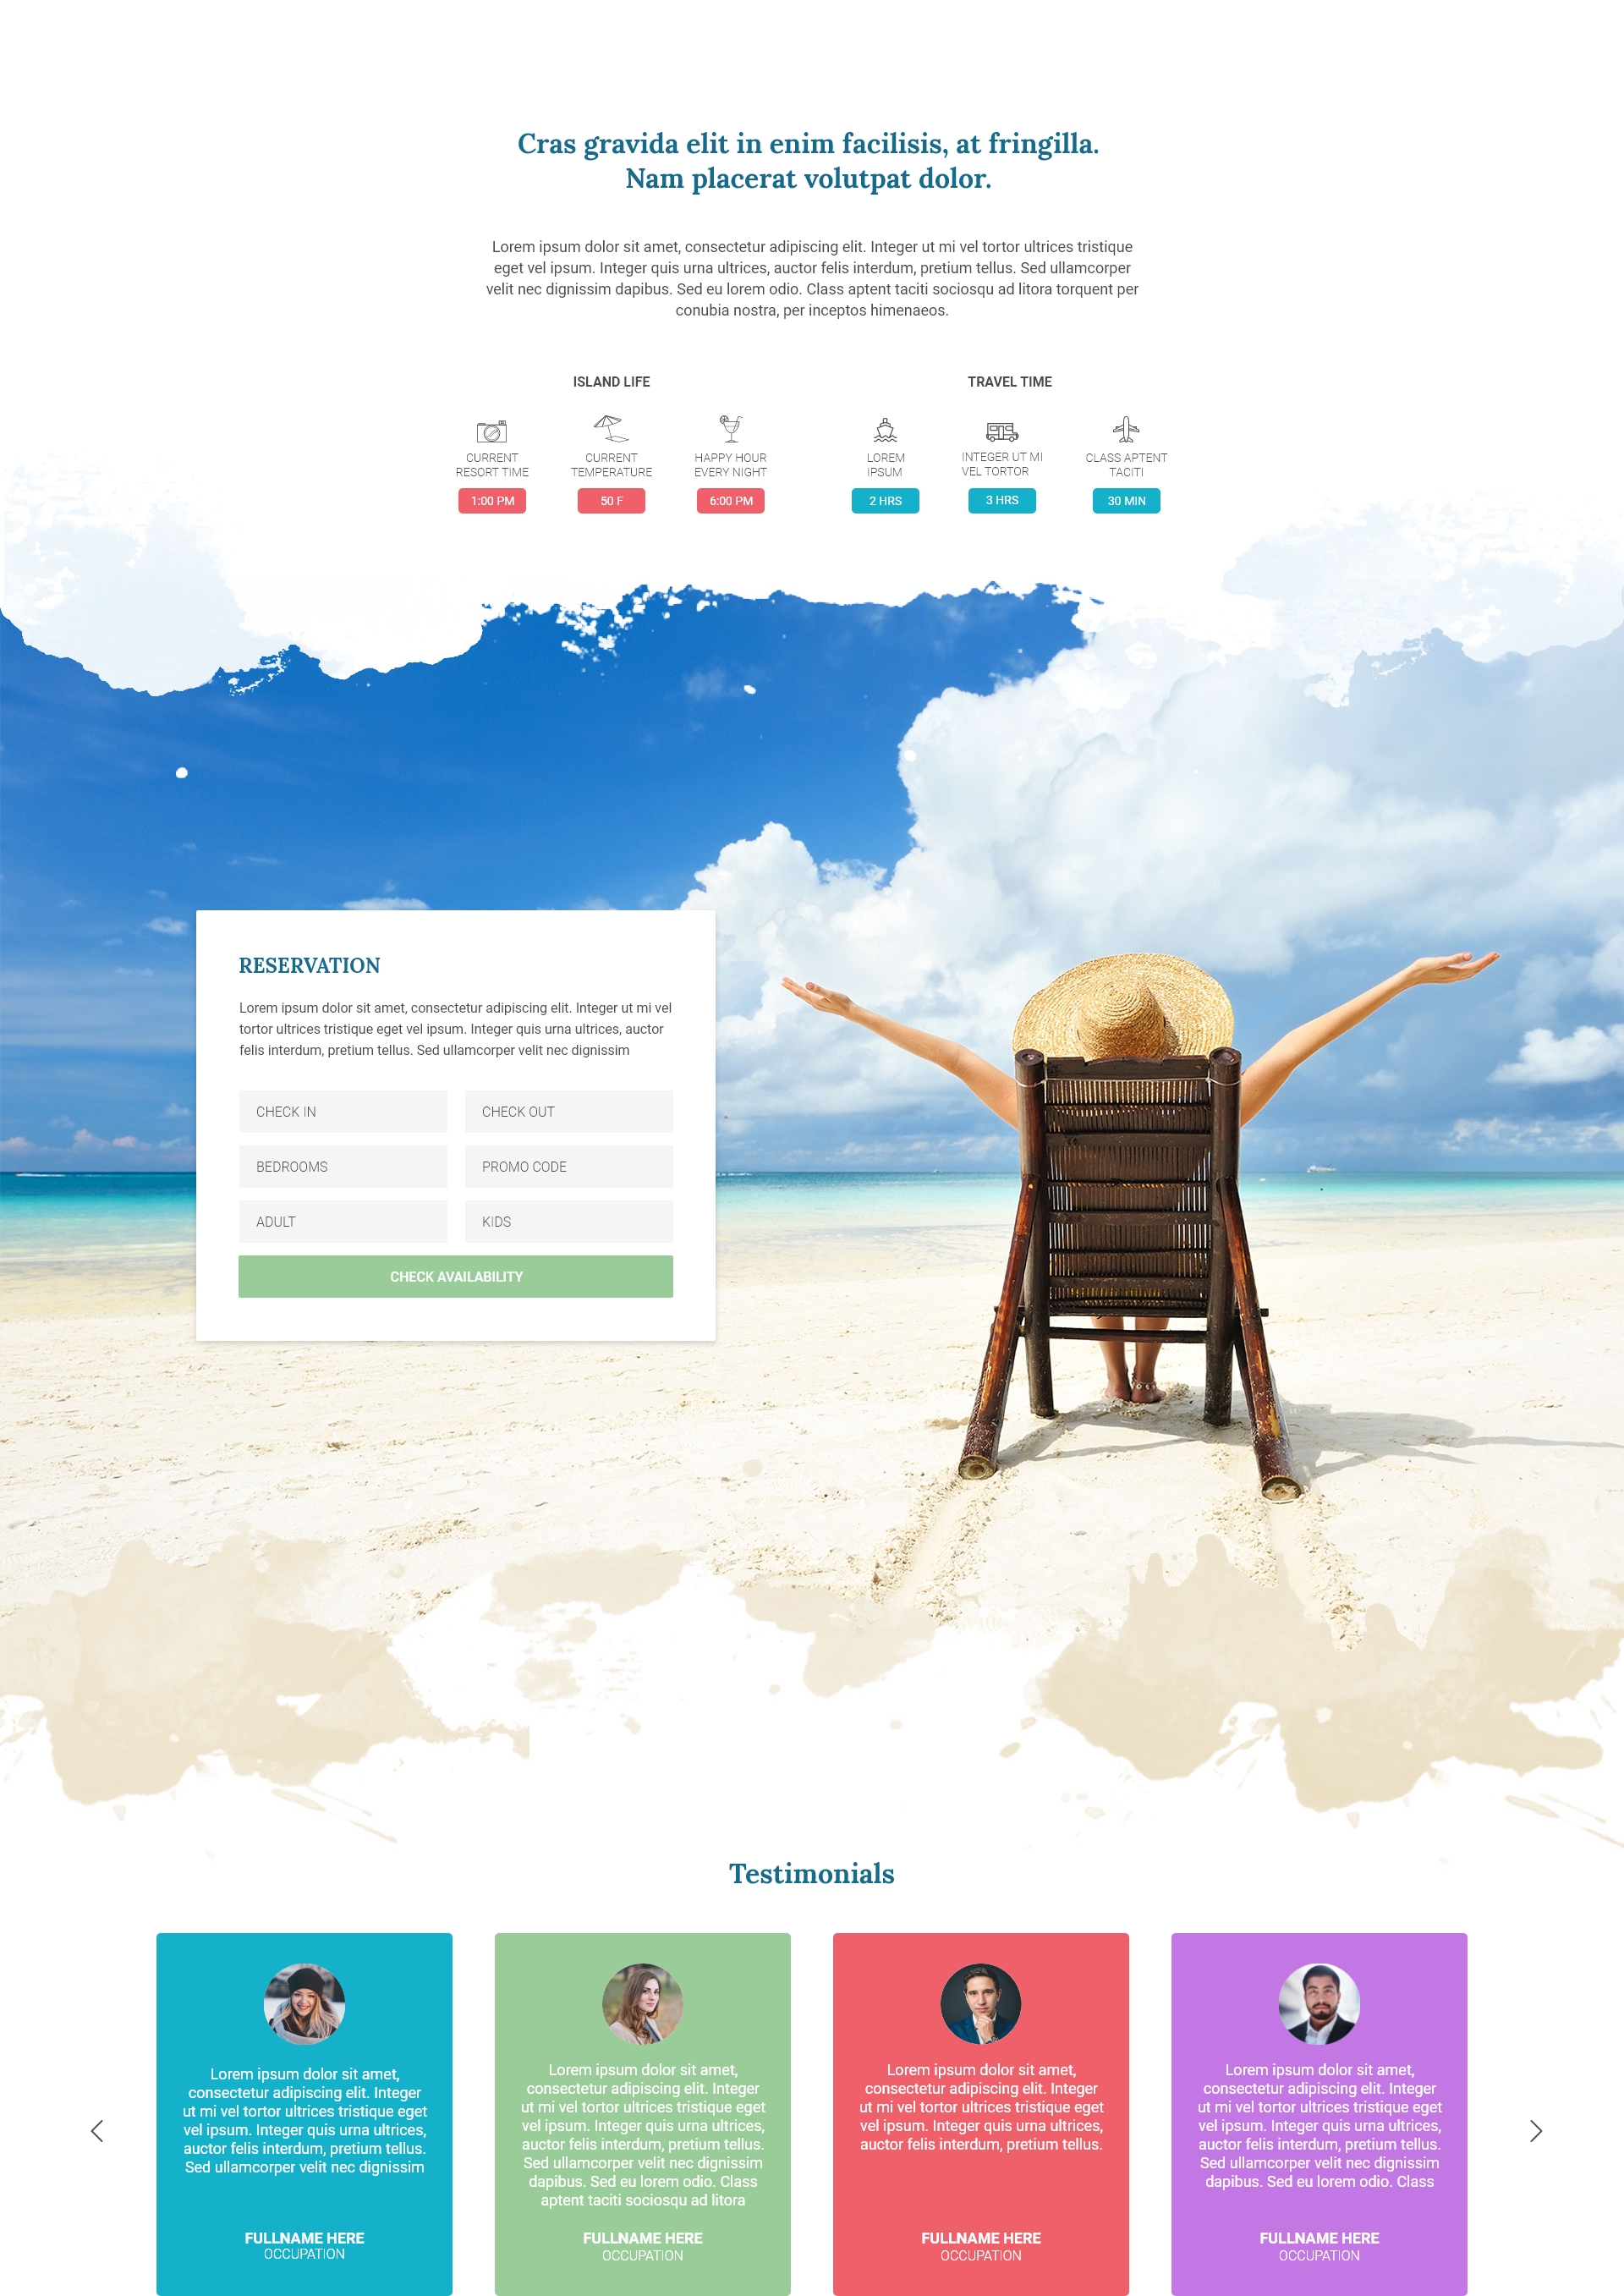 Cras gravida elit in enim facilisis, at fringilla.
Nam placerat volutpat dolor.
Lorem ipsum dolor sit amet, consectetur adipiscing elit. Integer ut mi vel tortor ultrices tristique
eget vel ipsum. Integer quis urna ultrices, auctor felis interdum, pretium tellus. Sed ullamcorper
velit nec dignissim dapibus. Sed eu lorem odio. Class aptent taciti sociosqu ad litora torquent per
conubia nostra, per inceptos himenaeos.
ISLAND LIFE
CURRENT
RESORT TIME
1:00 PM
CURRENT
TEMPERATURE
50 F
HAPPY HOUR
EVERY NIGHT
6:00 PM
TRAVEL TIME
LOREM
IPSUM
2 HRS
INTEGER UT MI
VEL TORTOR
3 HRS
CLASS APTENT
TACITI
30 MIN
RESERVATION
Lorem ipsum dolor sit amet, consectetur adipiscing elit. Integer ut mi vel
tortor ultrices tristique eget vel ipsum. Integer quis urna ultrices, auctor
felis interdum, pretium tellus. Sed ullamcorper velit nec dignissim
CHECK IN
CHECK OUT
BEDROOMS
PROMO CODE
ADULT
KIDS
CHECK AVAILABILITY
Testimonials
Lorem ipsum dolor sit amet,
consectetur adipiscing elit. Integer
ut mi vel tortor ultrices tristique eget
vel ipsum. Integer quis urna ultrices,
auctor felis interdum, pretium tellus.
Sed ullamcorper velit nec dignissim
FULLNAME HERE
OCCUPATION
Lorem ipsum dolor sit amet,
consectetur adipiscing elit. Integer
ut mi vel tortor ultrices tristique eget
vel ipsum. Integer quis urna ultrices,
auctor felis interdum, pretium tellus.
Sed ullamcorper velit nec dignissim
dapibus. Sed eu lorem odio. Class
aptent taciti sociosqu ad litora
FULLNAME HERE
OCCUPATION
Lorem ipsum dolor sit amet,
consectetur adipiscing elit. Integer
ut mi vel tortor ultrices tristique eget
vel ipsum. Integer quis urna ultrices,
auctor felis interdum, pretium tellus.
FULLNAME HERE
OCCUPATION
Lorem ipsum dolor sit amet,
consectetur adipiscing elit. Integer
ut mi vel tortor ultrices tristique eget
vel ipsum. Integer quis urna ultrices,
auctor felis interdum, pretium tellus.
Sed ullamcorper velit nec dignissim
dapibus. Sed eu lorem odio. Class
FULLNAME HERE
OCCUPATION